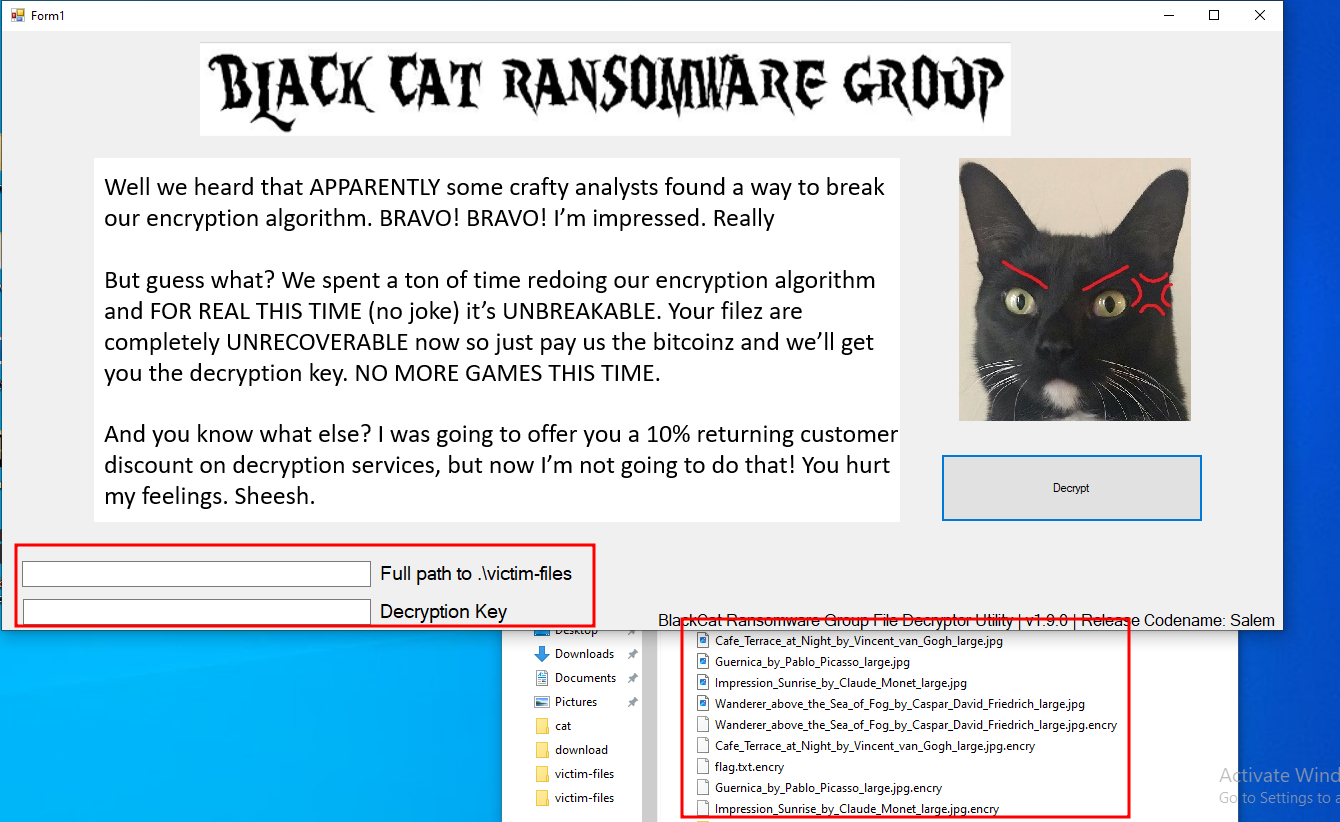 Form1
BLACK CAT RANSOMWARE GROUP
Well we heard that APPARENTLY some crafty analysts found a way to break
our encryption algorithm. BRAVO! BRAVO! I’m impressed. Really
But guess what? We spent a ton of time redoing our encryption algorithm
and FOR REAL THIS TIME (no joke) it’s UNBREAKABLE. Your filez are
completely UNRECOVERABLE now so just pay us the bitcoinz and we’ll get
you the decryption key. NO MORE GAMES THIS TIME.
And you know what else? I was going to offer you a 10% returning customer
discount on decryption services, but now I’m not going to do that! You hurt
my feelings. Sheesh.
Decrypt
Full path to .\victim-files
Decryption Key
BlackCat Ransomware Group File Decryptor Utility | v1.9.0 | Release Codename: Salem
Desktop
Downloads
Documents
Pictures
cat
download
victim-files
victim-files
Cafe_Terrace_at_Night_by_Vincent_van_Gogh_large.jpg
Guernica_by_Pablo_Picasso_large.jpg
Impression_Sunrise_by_Claude_Monet_large.jpg
Wanderer_above_the_Sea_of_Fog_by_Caspar_David_Friedrich_large.jpg
Wanderer_above_the_Sea_of_Fog_by_Caspar_David_Friedrich_large.jpg.encry
Cafe_Terrace_at_Night_by_Vincent_van_Gogh_large.jpg.encry
flag.txt.encry
Guernica_by_Pablo_Picasso_large.jpg.encry
Impression_Sunrise_by_Claude_Monet_large.jpg.encry
Activate Wind
Go to Settings to a